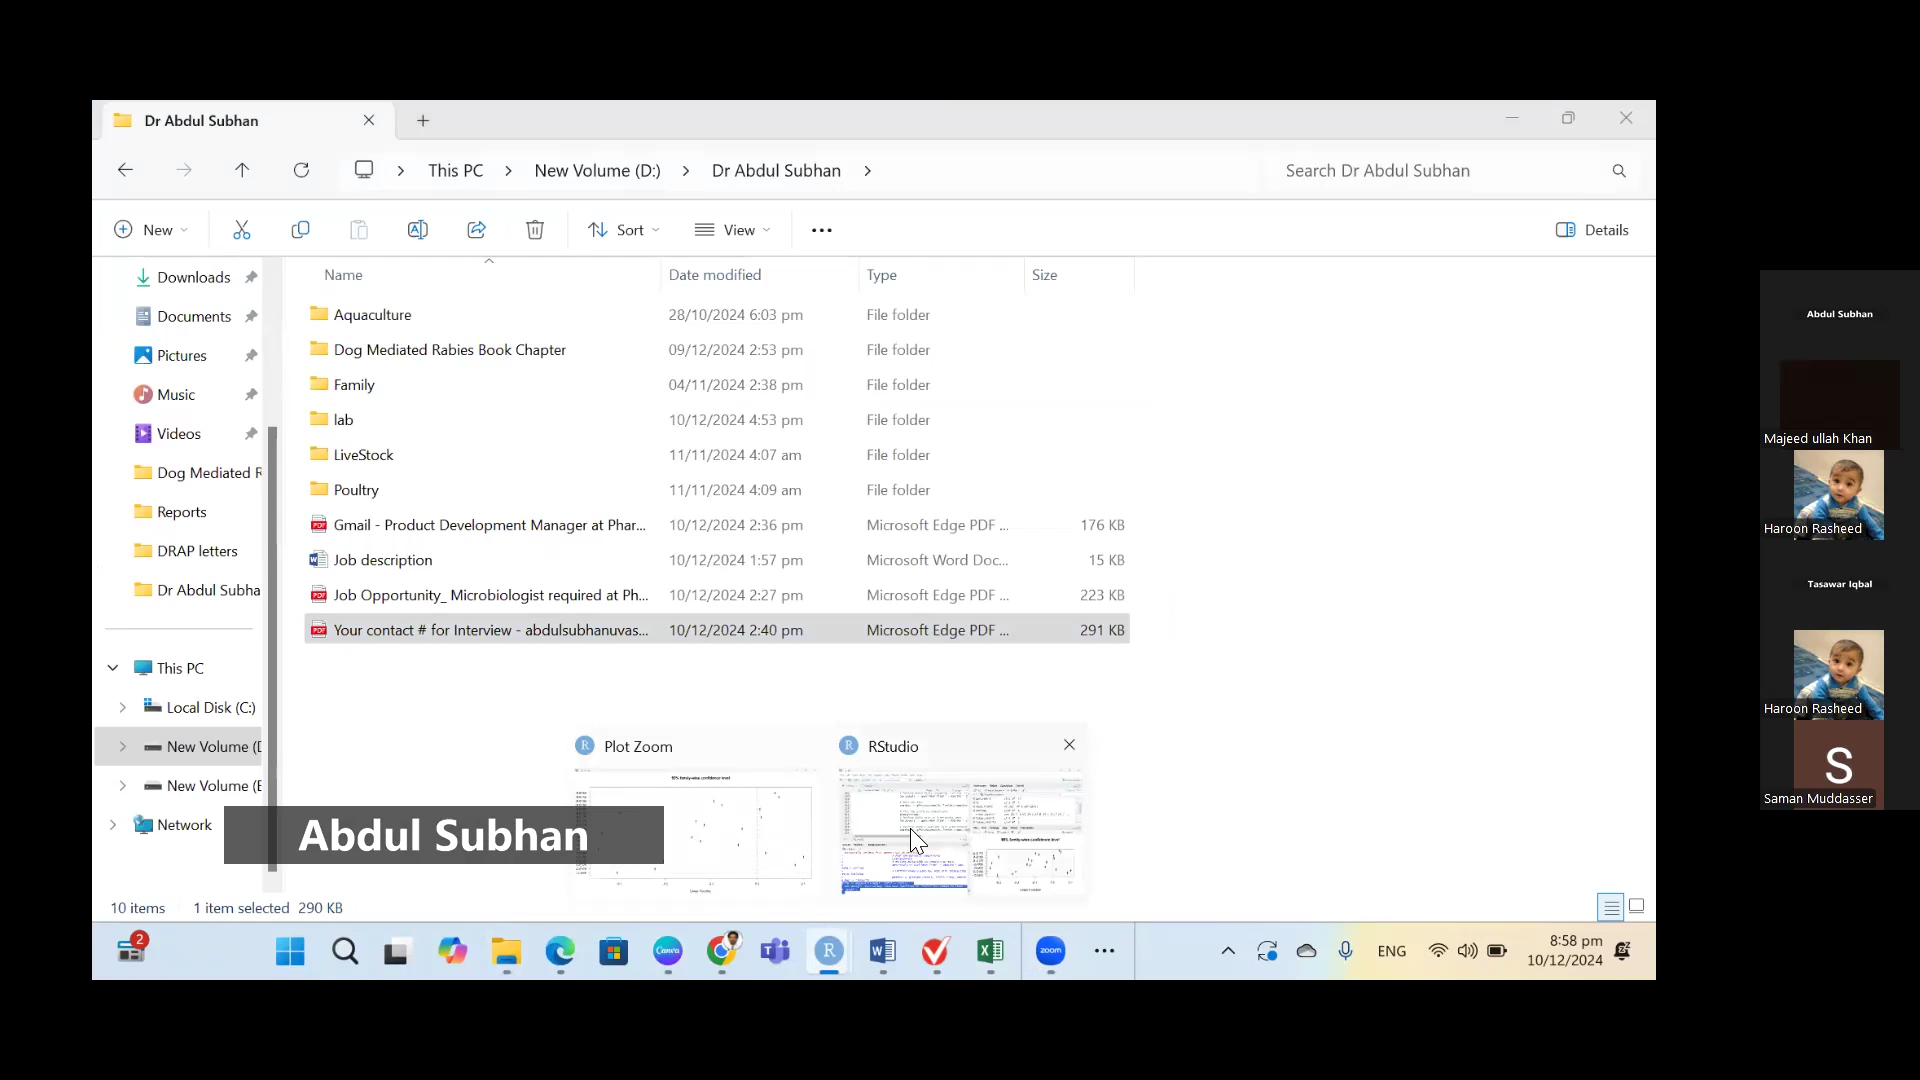 Dr Abdul Subhan
This PC
New Volume (D:)
Dr Abdul Subhan
Search Dr Abdul Subhan
New
Sort
View
Details
Downloads
Documents
Pictures
Music
Videos
Dog Mediated R
Reports
DRAP letters
Dr Abdul Subha
This PC
Local Disk (C:)
New Volume (D
New Volume (E
Network
Name Date modified Type Size
Aquaculture 28/10/2024 6:03 pm File folder
Dog Mediated Rabies Book Chapter 09/12/2024 2:53 pm File folder
Family 04/11/2024 2:38 pm File folder
lab 10/12/2024 4:53 pm File folder
LiveStock 11/11/2024 4:07 am File folder
Poultry 11/11/2024 4:09 am File folder
Gmail - Product Development Manager at Phar... 10/12/2024 2:36 pm Microsoft Edge PDF ... 176 KB
Job description 10/12/2024 1:57 pm Microsoft Word Doc... 15 KB
Job Opportunity_ Microbiologist required at Ph... 10/12/2024 2:27 pm Microsoft Edge PDF ... 223 KB
Your contact # for Interview - abdulsubhanuvas... 10/12/2024 2:40 pm Microsoft Edge PDF ... 291 KB
Plot Zoom
RStudio
95% family-wise confidence level
Abdul Subhan
10 items 1 item selected 290 KB
2
Canva
zoom
ENG
8:58 pm
10/12/2024
Abdul Subhan
Majeed ullah Khan
Haroon Rasheed
Tasawar Iqbal
Haroon Rasheed
S
Saman Muddasser